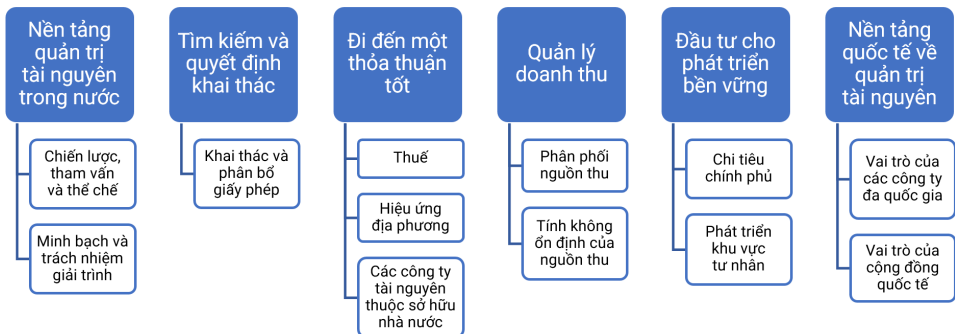 Nền tảng
quản trị
tài nguyên
trong nước
Chiến lược,
tham vấn
và thể chế
Minh bạch và
trách nhiệm
giải trình
Tìm kiếm và
quyết định
khai thác
Khai thác và
phân bổ
giấy phép
Đi đến một
thỏa thuận
tốt
Thuế
Hiệu ứng
địa phương
Các công ty
tài nguyên
thuộc sở hữu
nhà nước
Quản lý
doanh thu
Phân phối
nguồn thu
Tính không
ổn định của
nguồn thu
Đầu tư cho
phát triển
bền vững
Chi tiêu
chính phủ
Phát triển
khu vực
tư nhân
Nền tảng
quốc tế về
quản trị
tài nguyên
Vai trò của
các công ty
đa quốc gia
Vai trò của
cộng đồng
quốc tế